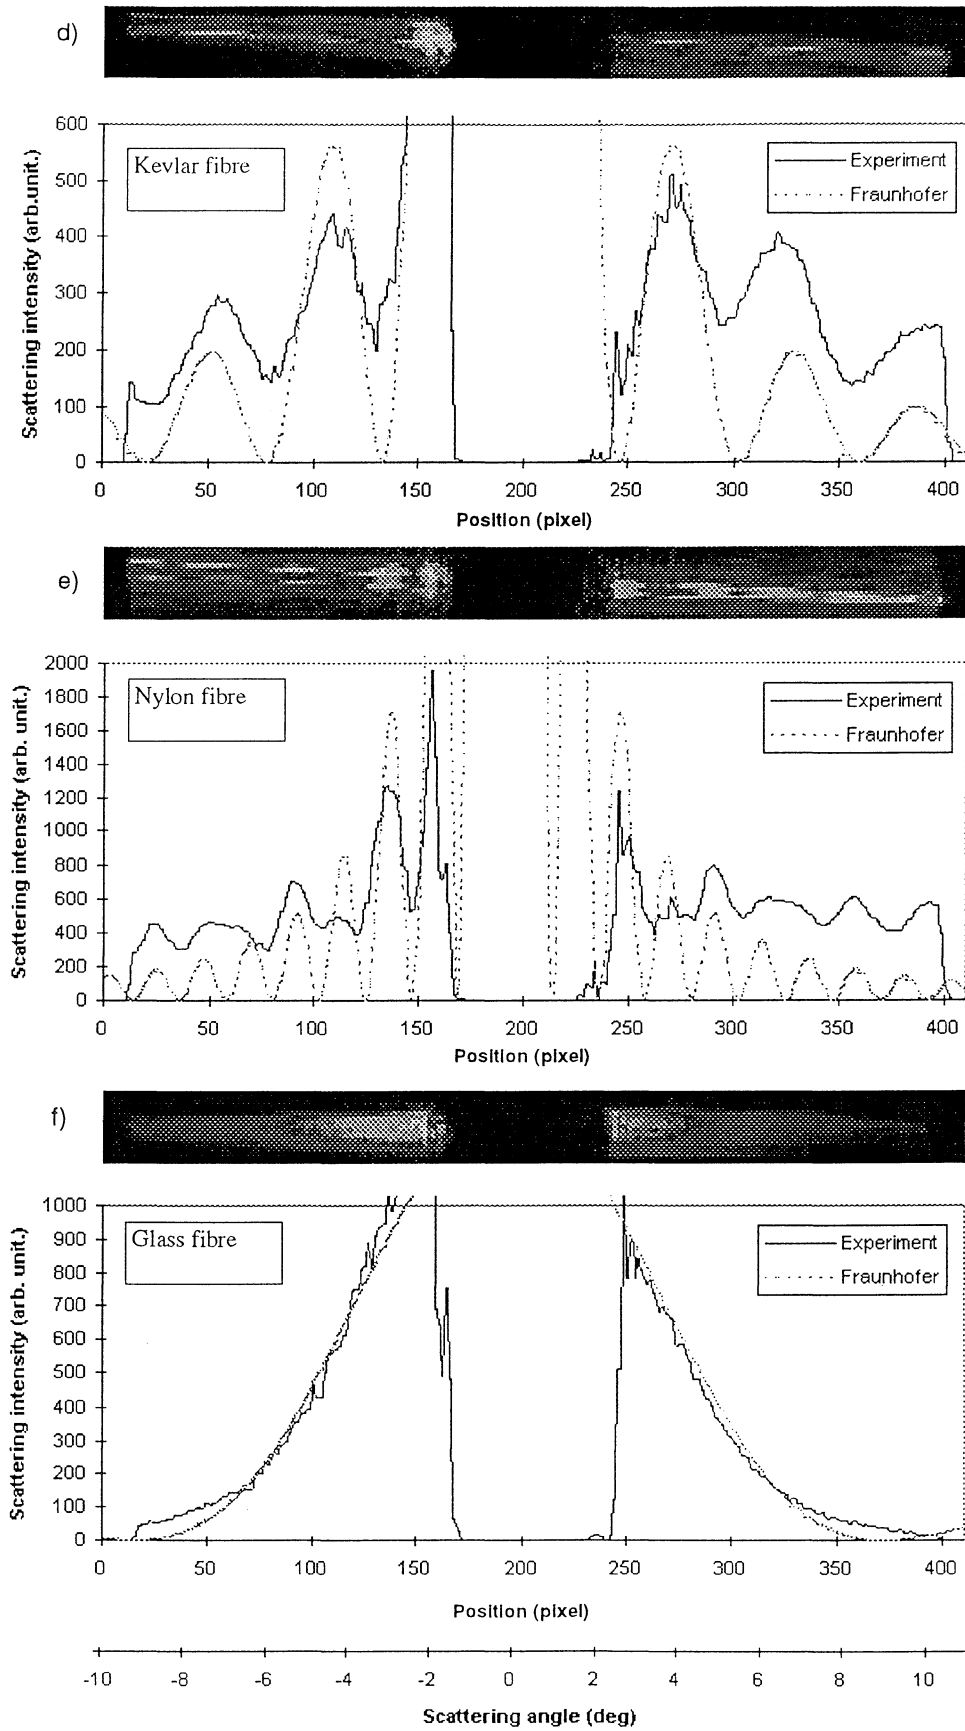 d)
600
500
400
300
200
100
0
Scattering intensity (arb.unit.)
Kevlar fibre
Experiment
Fraunhofer
0 50 100 150 200 250 300 350 400
Position (pixel)
e)
2000
1800
1600
1400
1200
1000
800
600
400
200
0
Scattering intensity (arb. unit.)
Nylon fibre
Experiment
Fraunhofer
0 50 100 150 200 250 300 350 400
Position (pixel)
f)
1000
900
800
700
600
500
400
300
200
100
0
Scattering intensity (arb. unit.)
Glass fibre
Experiment
Fraunhofer
0 50 100 150 200 250 300 350 400
Position (pixel)
-10 -8 -6 -4 -2 0 2 4 6 8 10
Scattering angle (deg)